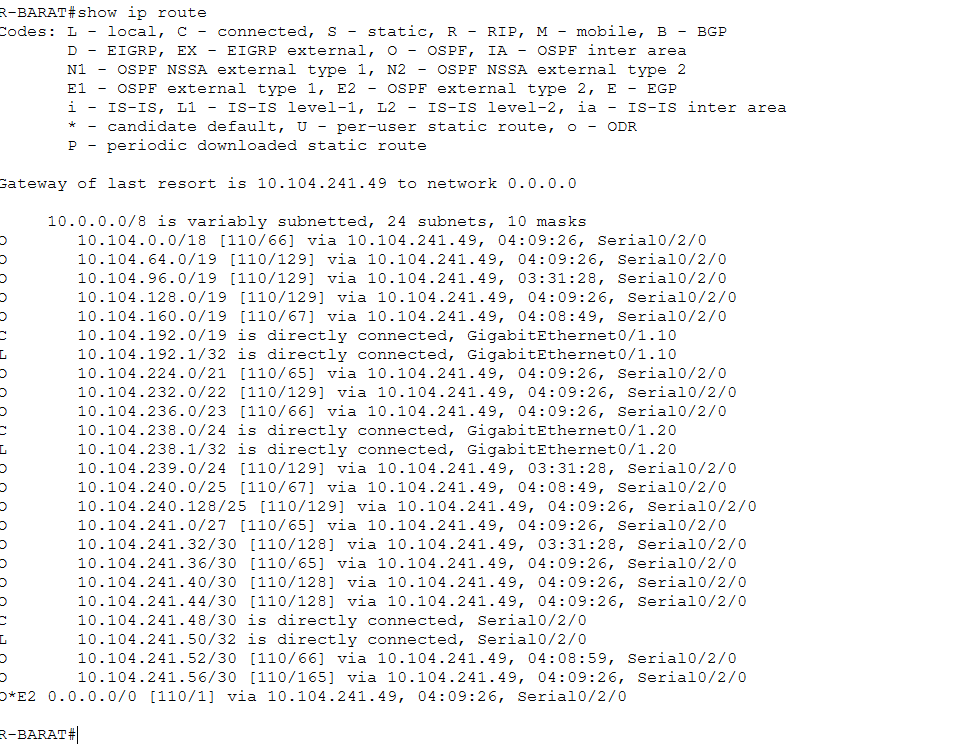 R-BARAT#show ip route
Codes: L - local, C - connected, S - static, R - RIP, M - mobile, B - BGP
D - EIGRP, EX - EIGRP external, O - OSPF, IA - OSPF inter area
N1 - OSPF NSSA external type 1, N2 - OSPF NSSA external type 2
E1 - OSPF external type 1, E2 - OSPF external type 2, E - EGP
i - IS-IS, L1 - IS-IS level-1, L2 - IS-IS level-2, ia - IS-IS inter area
* - candidate default, U - per-user static route, o - ODR
P - periodic downloaded static route
Gateway of last resort is 10.104.241.49 to network 0.0.0.0
10.0.0.0/8 is variably subnetted, 24 subnets, 10 masks
O 10.104.0.0/18 [110/66] via 10.104.241.49, 04:09:26, Serial0/2/0
O 10.104.64.0/19 [110/129] via 10.104.241.49, 04:09:26, Serial0/2/0
O 10.104.96.0/19 [110/129] via 10.104.241.49, 03:31:28, Serial0/2/0
O 10.104.128.0/19 [110/129] via 10.104.241.49, 04:09:26, Serial0/2/0
O 10.104.160.0/19 [110/67] via 10.104.241.49, 04:08:49, Serial0/2/0
C 10.104.192.0/19 is directly connected, GigabitEthernet0/1.10
L 10.104.192.1/32 is directly connected, GigabitEthernet0/1.10
O 10.104.224.0/21 [110/65] via 10.104.241.49, 04:09:26, Serial0/2/0
O 10.104.232.0/22 [110/129] via 10.104.241.49, 04:09:26, Serial0/2/0
O 10.104.236.0/23 [110/66] via 10.104.241.49, 04:09:26, Serial0/2/0
C 10.104.238.0/24 is directly connected, GigabitEthernet0/1.20
L 10.104.238.1/32 is directly connected, GigabitEthernet0/1.20
O 10.104.239.0/24 [110/129] via 10.104.241.49, 03:31:28, Serial0/2/0
O 10.104.240.0/25 [110/67] via 10.104.241.49, 04:08:49, Serial0/2/0
O 10.104.240.128/25 [110/129] via 10.104.241.49, 04:09:26, Serial0/2/0
O 10.104.241.0/27 [110/65] via 10.104.241.49, 04:09:26, Serial0/2/0
O 10.104.241.32/30 [110/128] via 10.104.241.49, 03:31:28, Serial0/2/0
O 10.104.241.36/30 [110/65] via 10.104.241.49, 04:09:26, Serial0/2/0
O 10.104.241.40/30 [110/128] via 10.104.241.49, 04:09:26, Serial0/2/0
O 10.104.241.44/30 [110/128] via 10.104.241.49, 04:09:26, Serial0/2/0
C 10.104.241.48/30 is directly connected, Serial0/2/0
L 10.104.241.50/32 is directly connected, Serial0/2/0
O 10.104.241.52/30 [110/66] via 10.104.241.49, 04:08:59, Serial0/2/0
O 10.104.241.56/30 [110/165] via 10.104.241.49, 04:09:26, Serial0/2/0
O*E2 0.0.0.0/0 [110/1] via 10.104.241.49, 04:09:26, Serial0/2/0
R-BARAT#